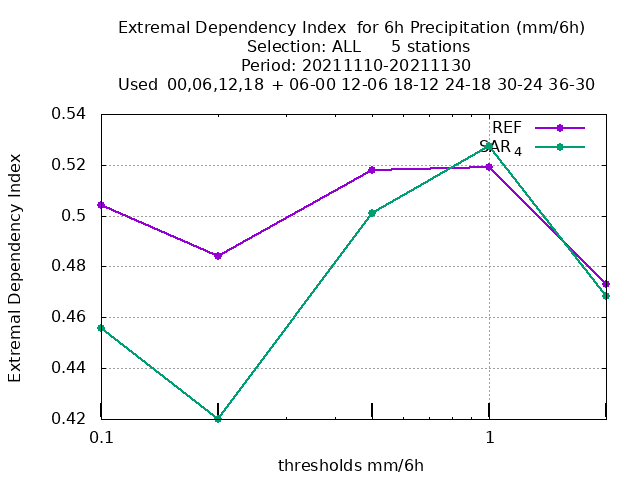 Extremal Dependency Index  for 6h Precipitation (mm/6h)
Selection: ALL      5 stations
Period: 20211110-20211130
Used  00,06,12,18 + 06-00 12-06 18-12 24-18 30-24 36-30
REF
SAR 4
0.54
0.52
0.5
0.48
0.46
0.44
0.42
Extremal Dependency Index
0.1
1
thresholds mm/6h